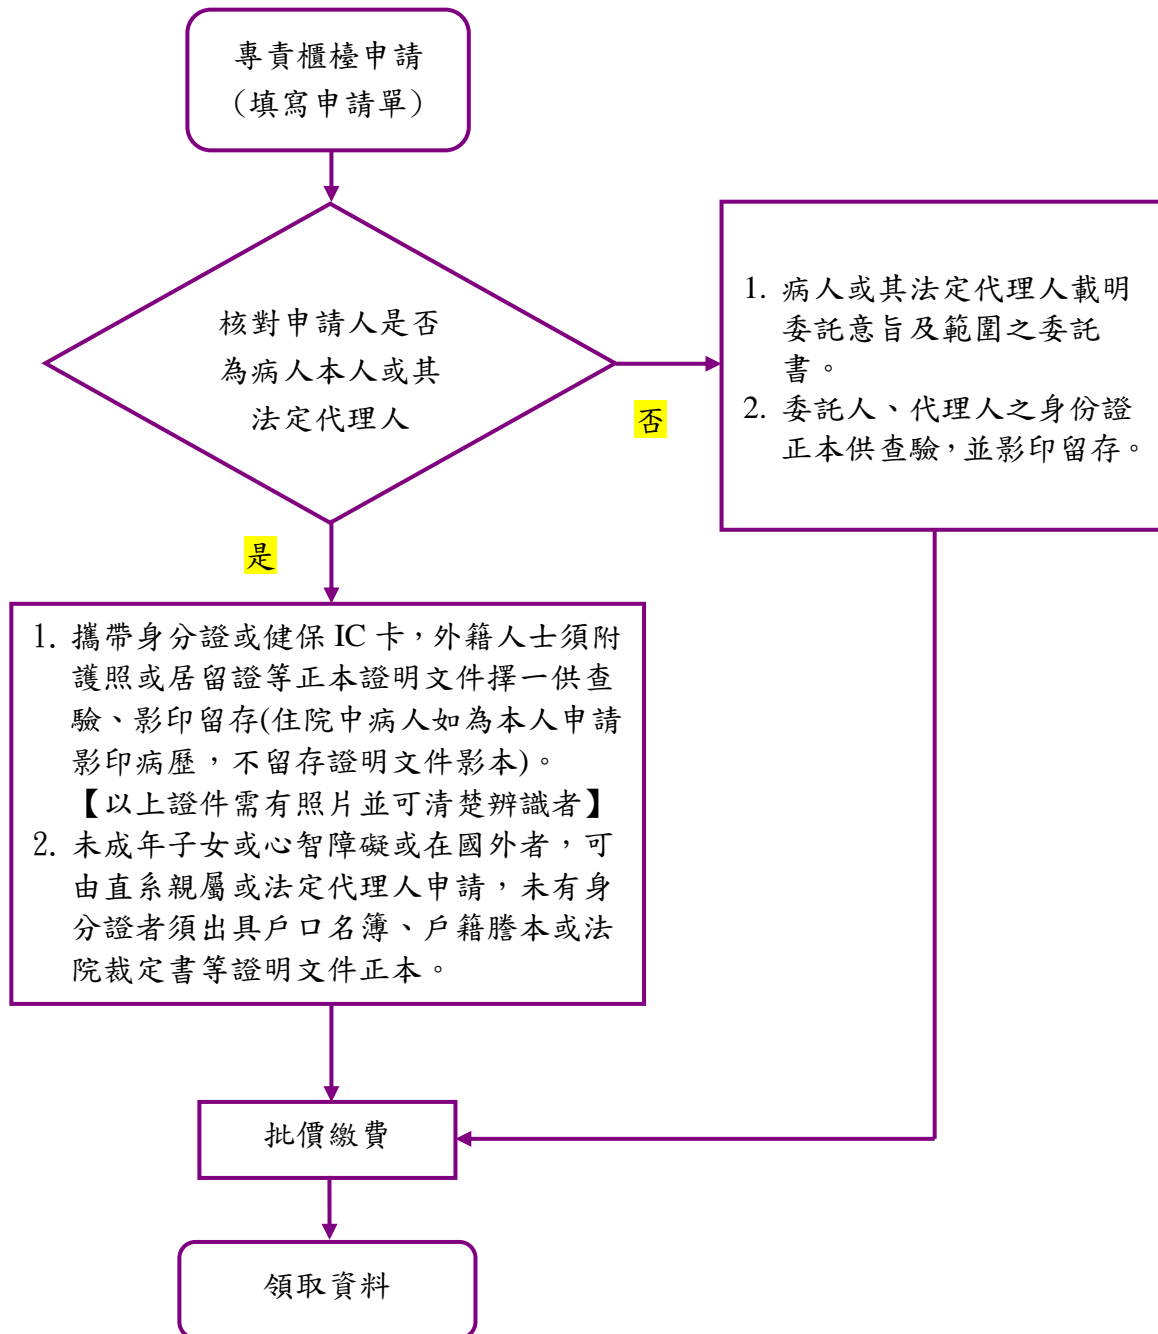 專責櫃檯申請
（填寫申請單）
核對申請人是否
為病人本人或其
法定代理人
否
1. 病人或其法定代理人載明
委託意旨及範圍之委託
書。
2. 委託人、代理人之身份證
正本供查驗，並影印留存。
是
1. 攜帶身分證或健保 IC 卡，外籍人士須附
護照或居留證等正本證明文件擇一供查
驗、影印留存(住院中病人如為本人申請
影印病歷，不留存證明文件影本)。
【以上證件需有照片並可清楚辨識者】
2. 未成年子女或心智障礙或在國外者，可
由直系親屬或法定代理人申請，未有身
分證者須出具戶口名簿、戶籍謄本或法
院裁定書等證明文件正本。
批價繳費
領取資料